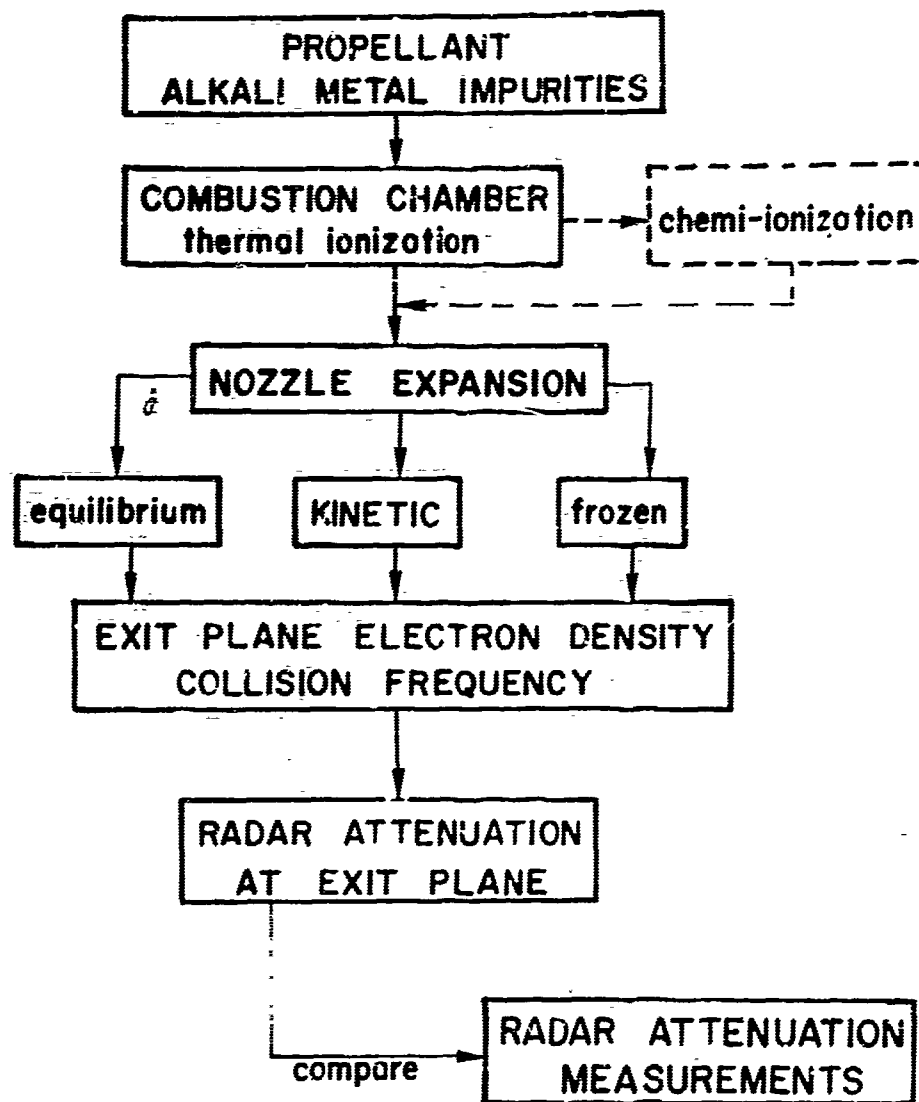 PROPELLANT
ALKALI METAL IMPURITIES
COMBUSTION CHAMBER
thermal ionization
chemi-ionization
NOZZLE EXPANSION
equilibrium
KINETIC
frozen
EXIT PLANE ELECTRON DENSITY
COLLISION FREQUENCY
RADAR ATTENUATION
AT EXIT PLANE
compare
RADAR ATTENUATION
MEASUREMENTS